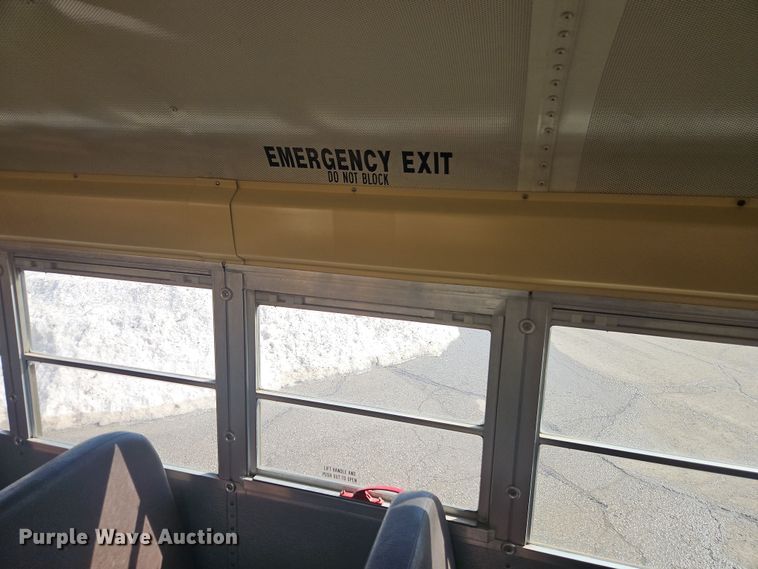 EMERGENCY EXIT
DO NOT BLOCK
LIFT HANDLE AND
PUSH OUT TO OPEN
Purple Wave Auction